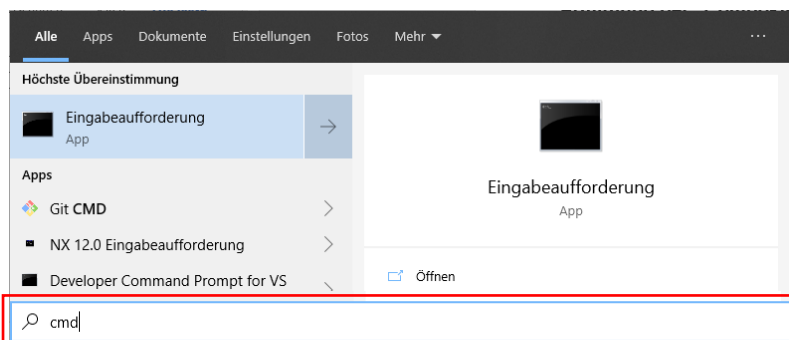 Alle Apps Dokumente Einstellungen Fotos Mehr ...
Höchste Übereinstimmung
Eingabeaufforderung
App
Apps
Git CMD
NX 12.0 Eingabeaufforderung
Developer Command Prompt for VS
Eingabeaufforderung
App
Öffnen
cmd